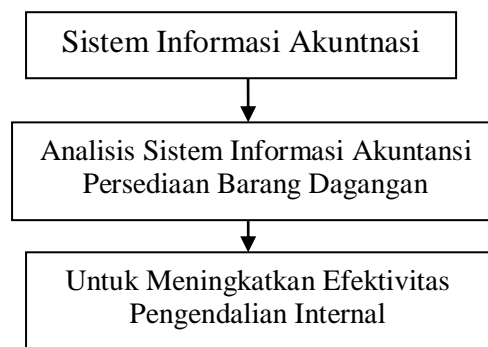 Sistem Informasi Akuntnasi
Analisis Sistem Informasi Akuntansi
Persediaan Barang Dagangan
Untuk Meningkatkan Efektivitas
Pengendalian Internal